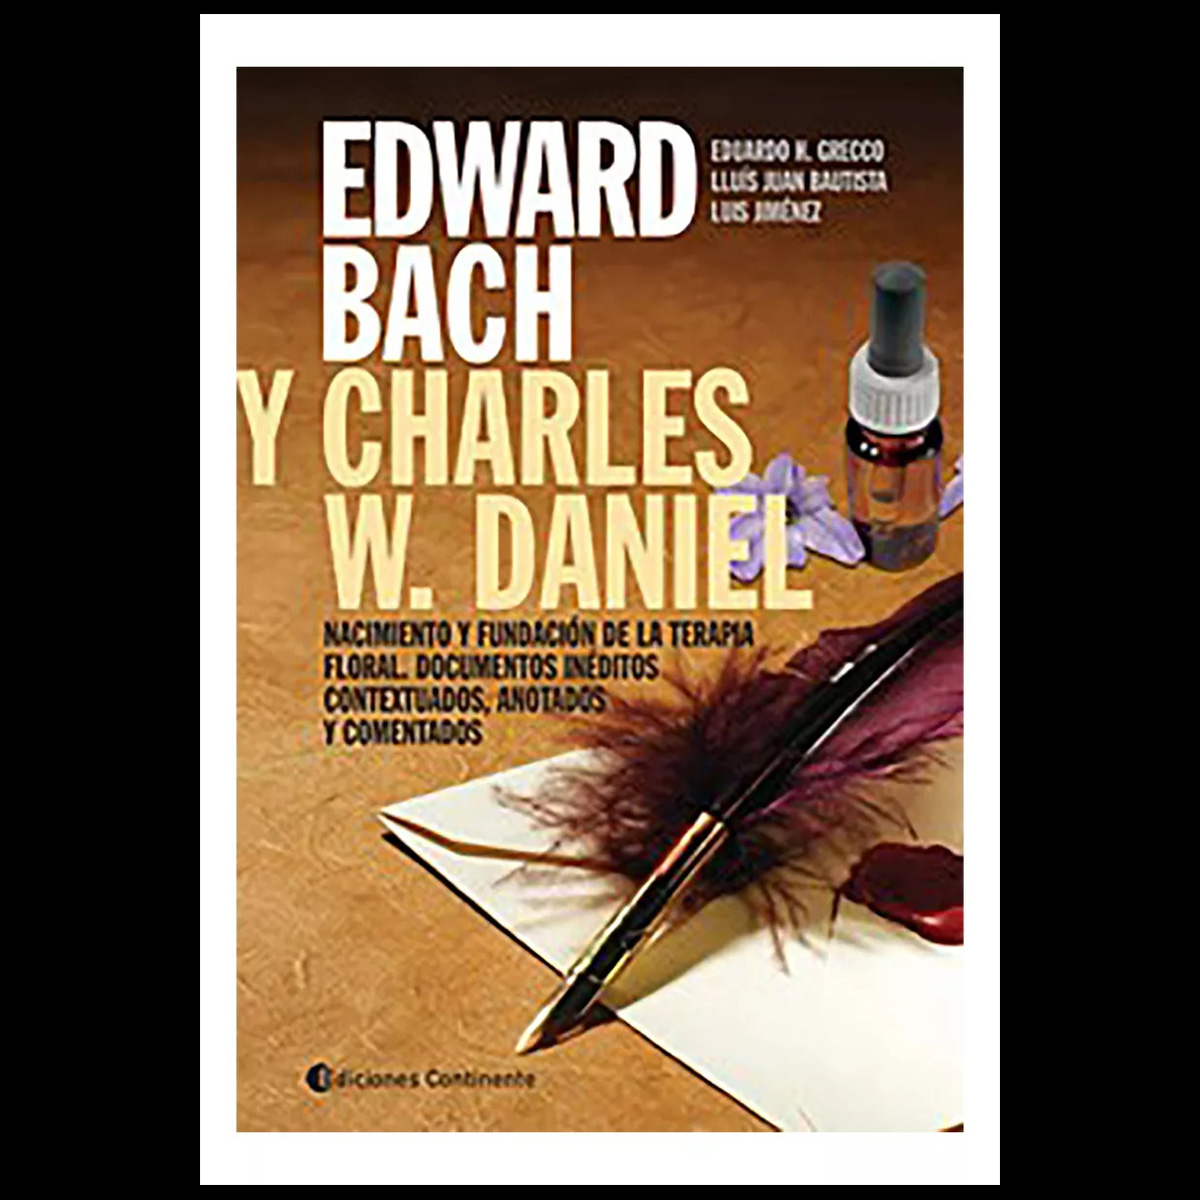 EDWARD
BACH
Y CHARLES
W. DANIEL
EDUARDO H. GRECCO
LLUÍS JUAN BAUTISTA
LUIS JIMÉNEZ
NACIMIENTO Y FUNDACIÓN DE LA TERAPIA
FLORAL. DOCUMENTOS INÉDITOS
CONTEXTUADOS, ANOTADOS
Y COMENTADOS
Ediciones Continente